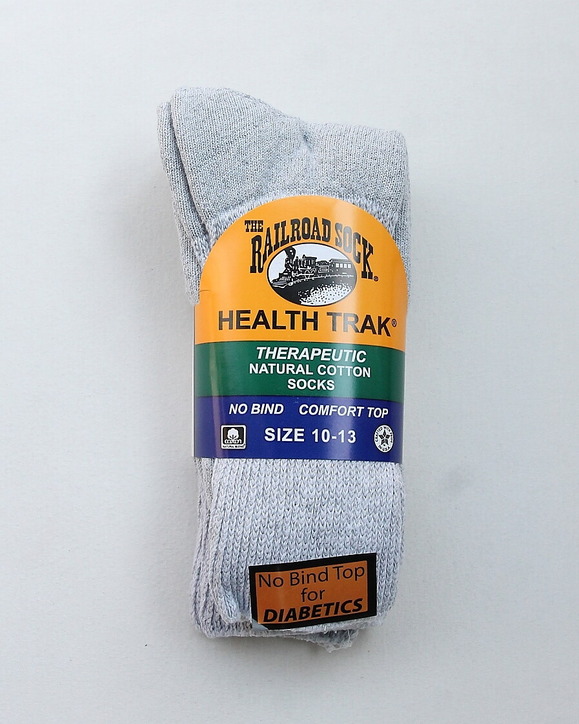 THE
RAILROAD SOCK®
HEALTH TRAK®
THERAPEUTIC
NATURAL COTTON
SOCKS
NO BIND COMFORT TOP
SIZE 10-13
No Bind Top
for
DIABETICS